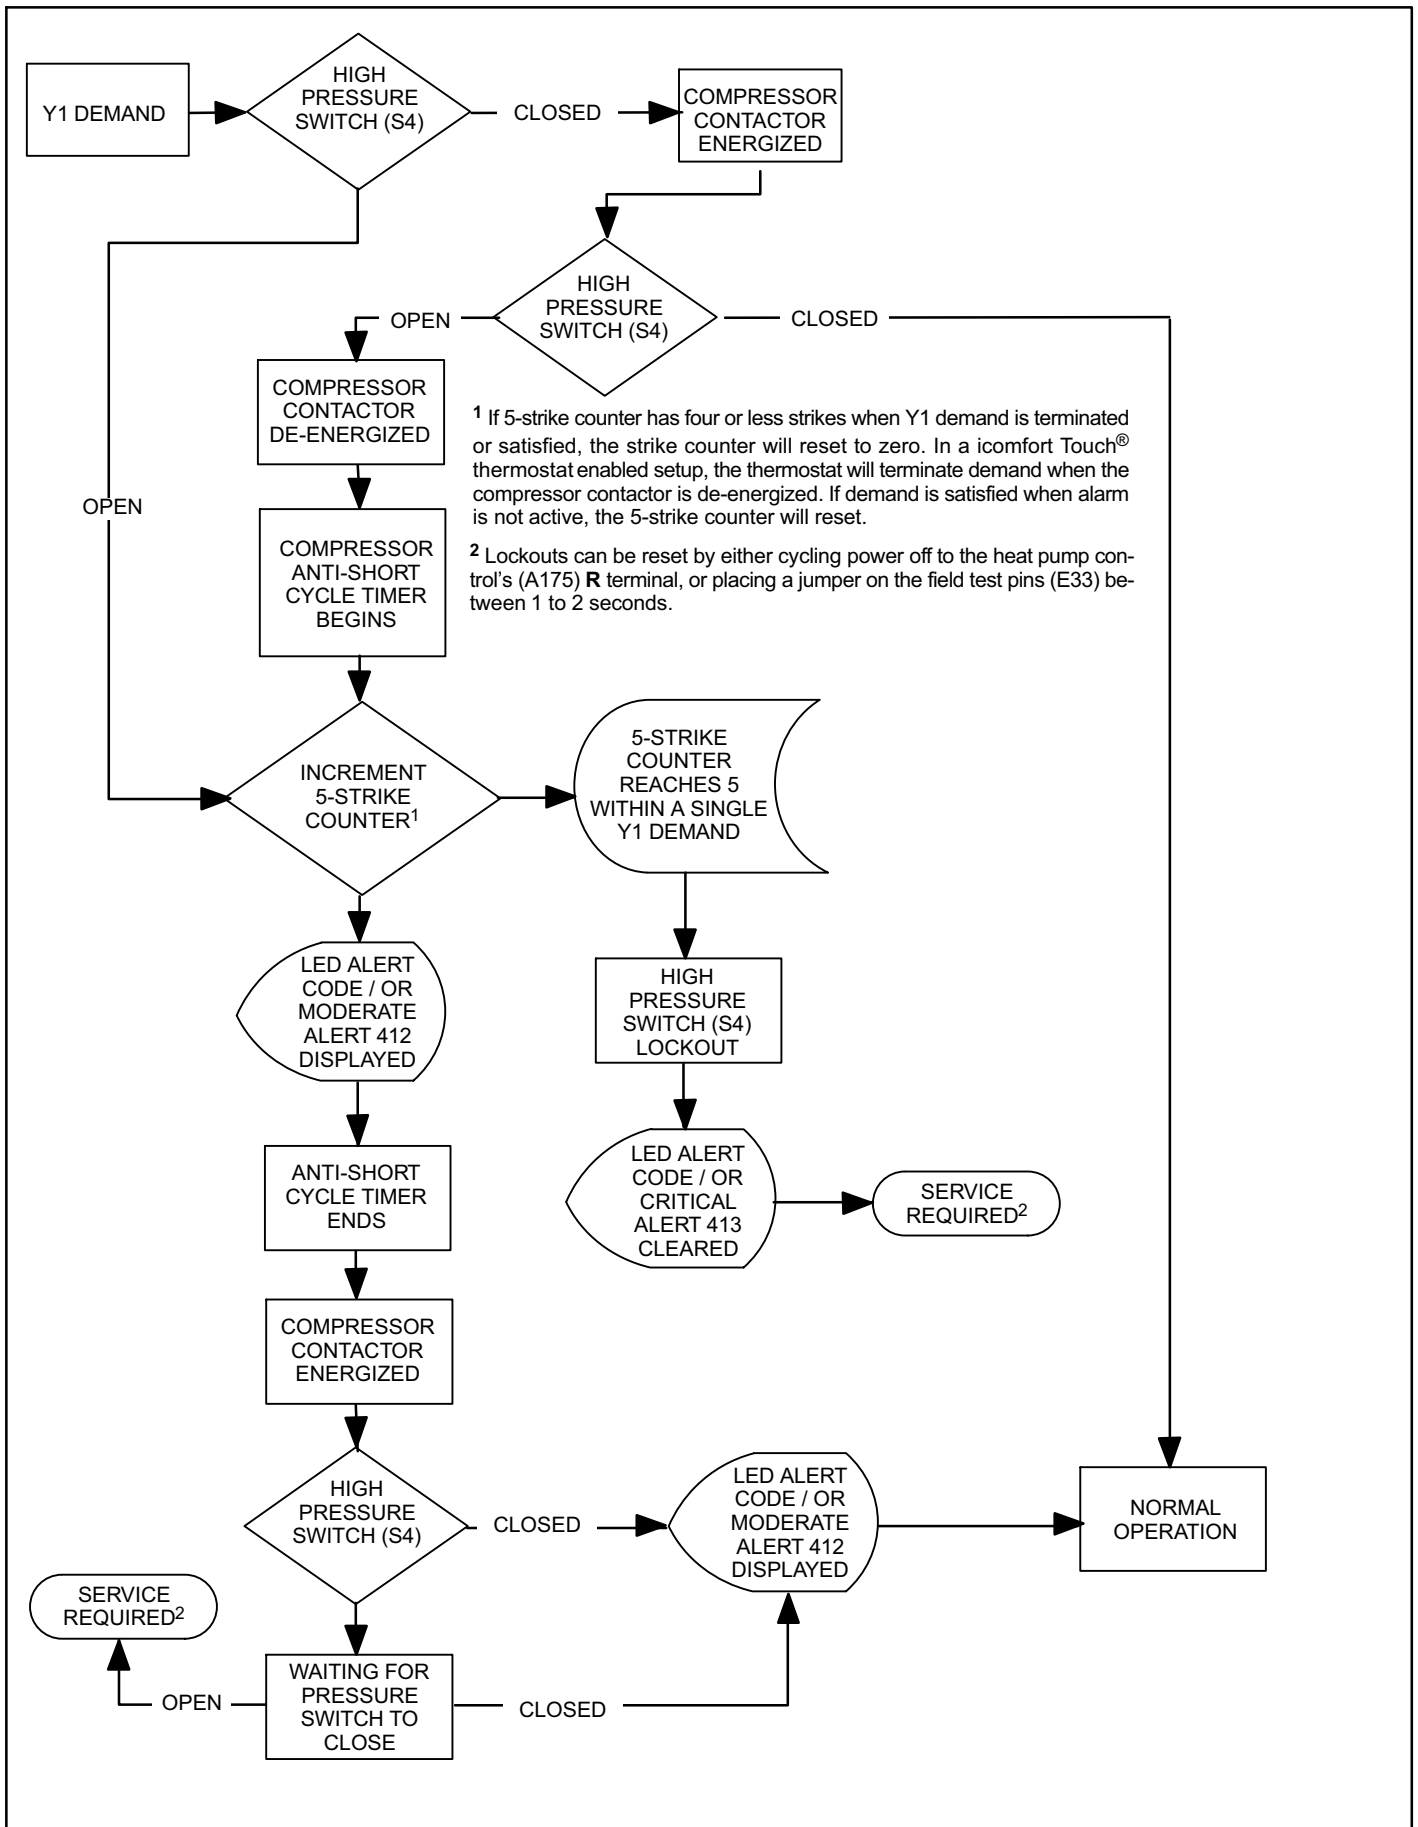 Y1 DEMAND
HIGH
PRESSURE
SWITCH (S4)
CLOSED
COMPRESSOR
CONTACTOR
ENERGIZED
HIGH
PRESSURE
SWITCH (S4)
OPEN
CLOSED
COMPRESSOR
CONTACTOR
DE-ENERGIZED
1 If 5-strike counter has four or less strikes when Y1 demand is terminated
or satisfied, the strike counter will reset to zero. In a icomfort Touch®
thermostat enabled setup, the thermostat will terminate demand when the
compressor contactor is de-energized. If demand is satisfied when alarm
is not active, the 5-strike counter will reset.
2 Lockouts can be reset by either cycling power off to the heat pump con-
trol's (A175) R terminal, or placing a jumper on the field test pins (E33) be-
tween 1 to 2 seconds.
OPEN
COMPRESSOR
ANTI-SHORT
CYCLE TIMER
BEGINS
INCREMENT
5-STRIKE
COUNTER1
5-STRIKE
COUNTER
REACHES 5
WITHIN A SINGLE
Y1 DEMAND
LED ALERT
CODE / OR
MODERATE
ALERT 412
DISPLAYED
HIGH
PRESSURE
SWITCH (S4)
LOCKOUT
ANTI-SHORT
CYCLE TIMER
ENDS
LED ALERT
CODE / OR
CRITICAL
ALERT 413
CLEARED
SERVICE
REQUIRED2
COMPRESSOR
CONTACTOR
ENERGIZED
HIGH
PRESSURE
SWITCH (S4)
CLOSED
LED ALERT
CODE / OR
MODERATE
ALERT 412
DISPLAYED
NORMAL
OPERATION
SERVICE
REQUIRED2
OPEN
WAITING FOR
PRESSURE
SWITCH TO
CLOSE
CLOSED